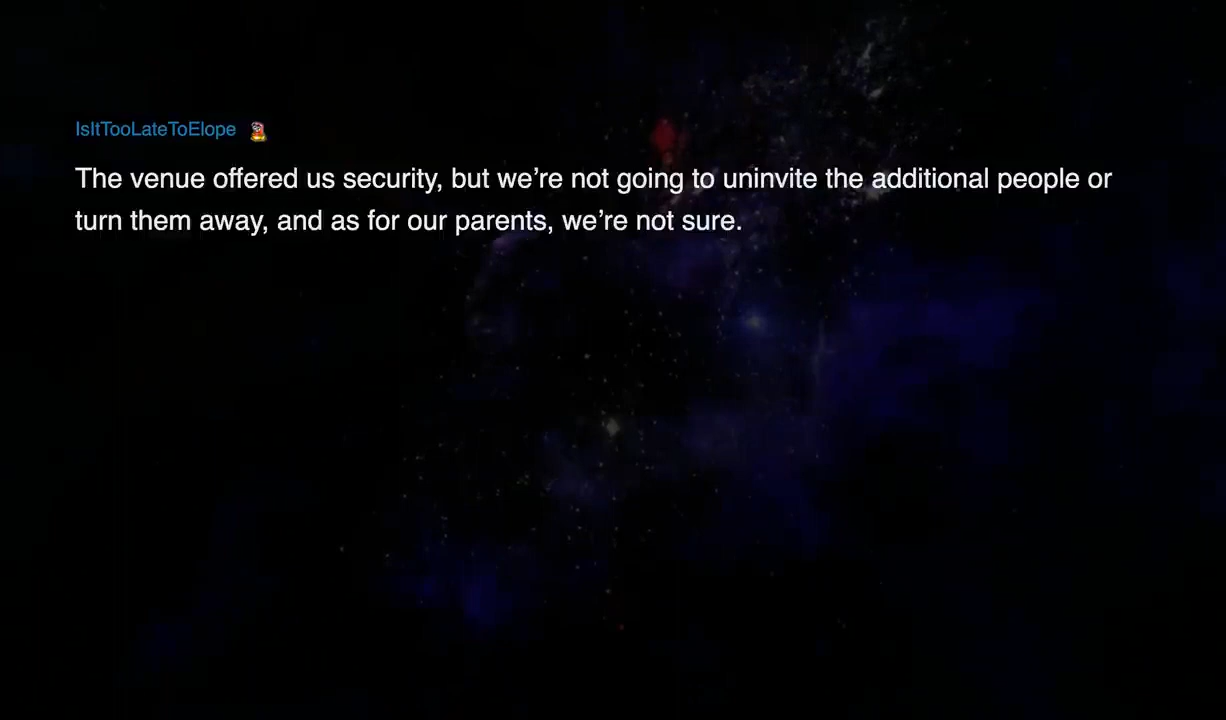 IsItTooLateToElope
The venue offered us security, but we’re not going to uninvite the additional people or
turn them away, and as for our parents, we’re not sure.